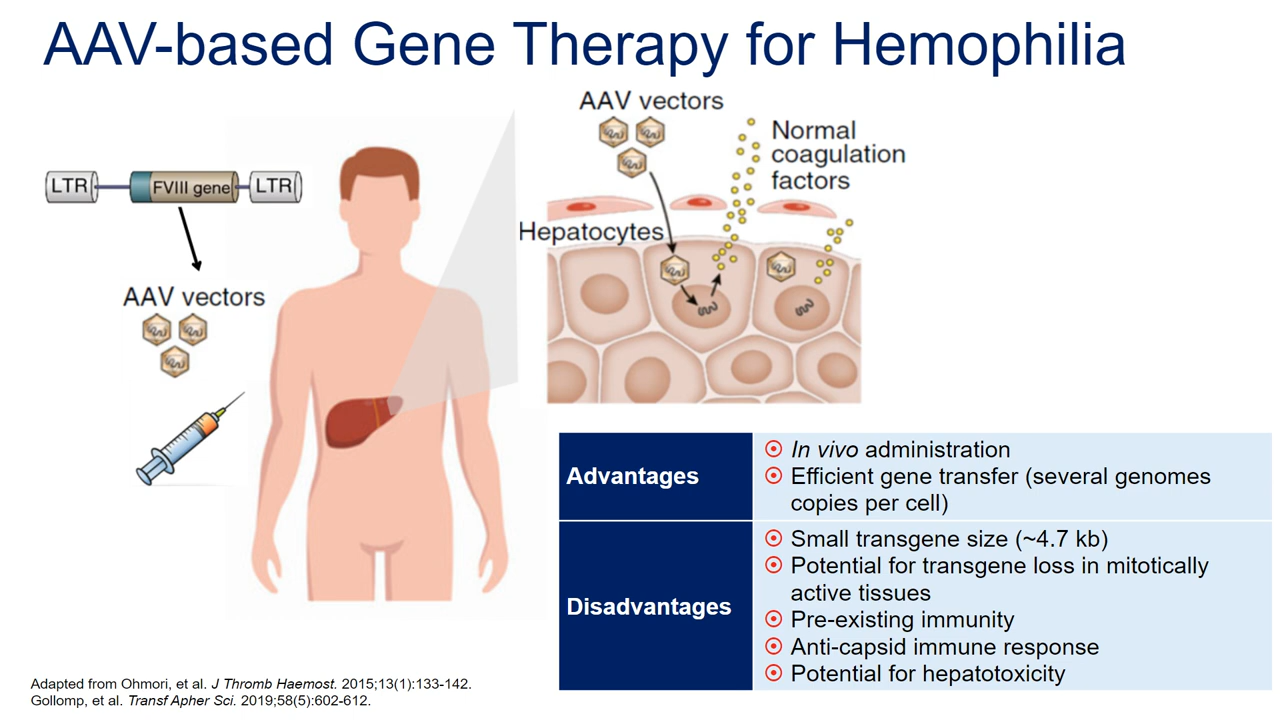 AAV-based Gene Therapy for Hemophilia
LTR
FVIII gene
LTR
AAV vectors
AAV vectors
Normal
coagulation
factors
Hepatocytes
Advantages
In vivo administration
Efficient gene transfer (several genomes
copies per cell)
Disadvantages
Small transgene size (~4.7 kb)
Potential for transgene loss in mitotically
active tissues
Pre-existing immunity
Anti-capsid immune response
Potential for hepatotoxicity
Adapted from Ohmori, et al. J Thromb Haemost. 2015;13(1):133-142.
Gollomp, et al. Transf Apher Sci. 2019;58(5):602-612.